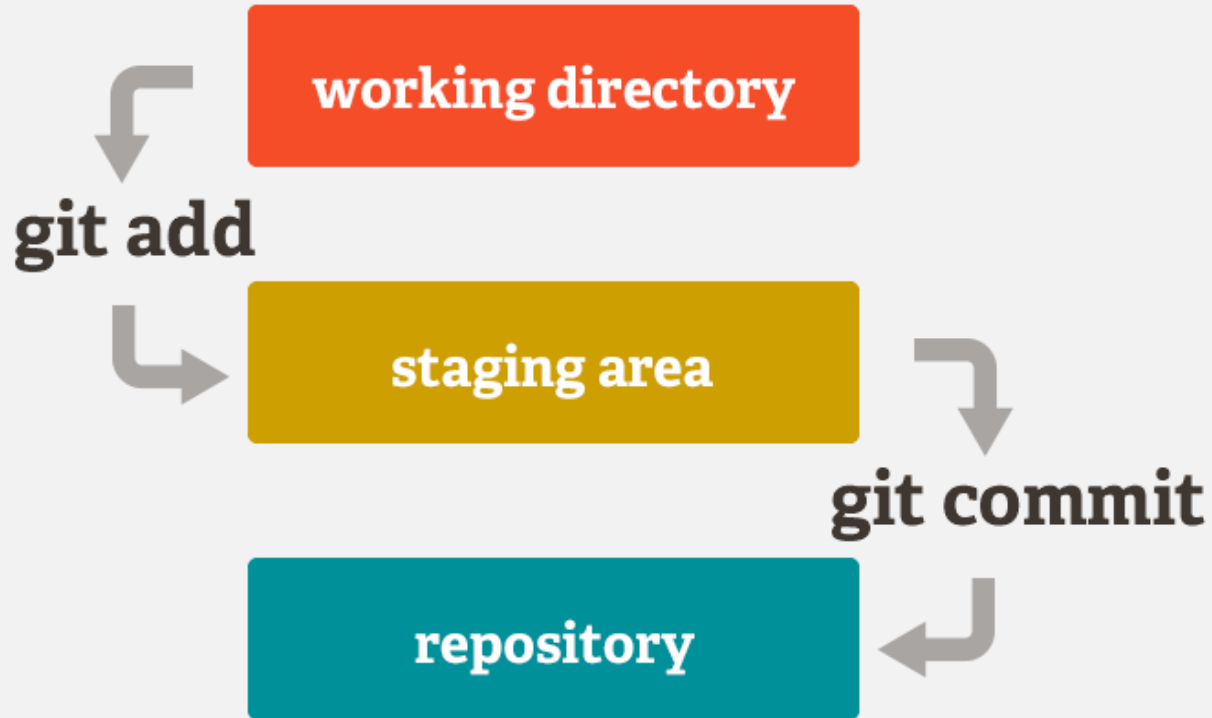 working directory
git add
staging area
git commit
repository